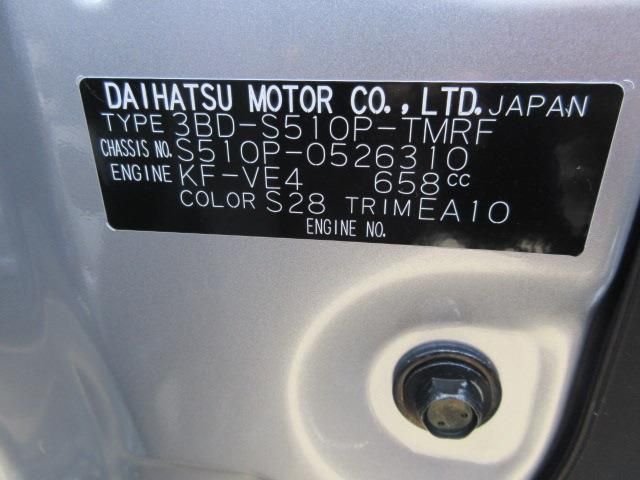 DAIHATSU MOTOR CO.,LTD. JAPAN
TYPE 3BD-S510P-TMRF
CHASSIS NO. S510P-0526310
ENGINE KF-VE4 658cc
COLOR S28 TRIM EA10
ENGINE NO.